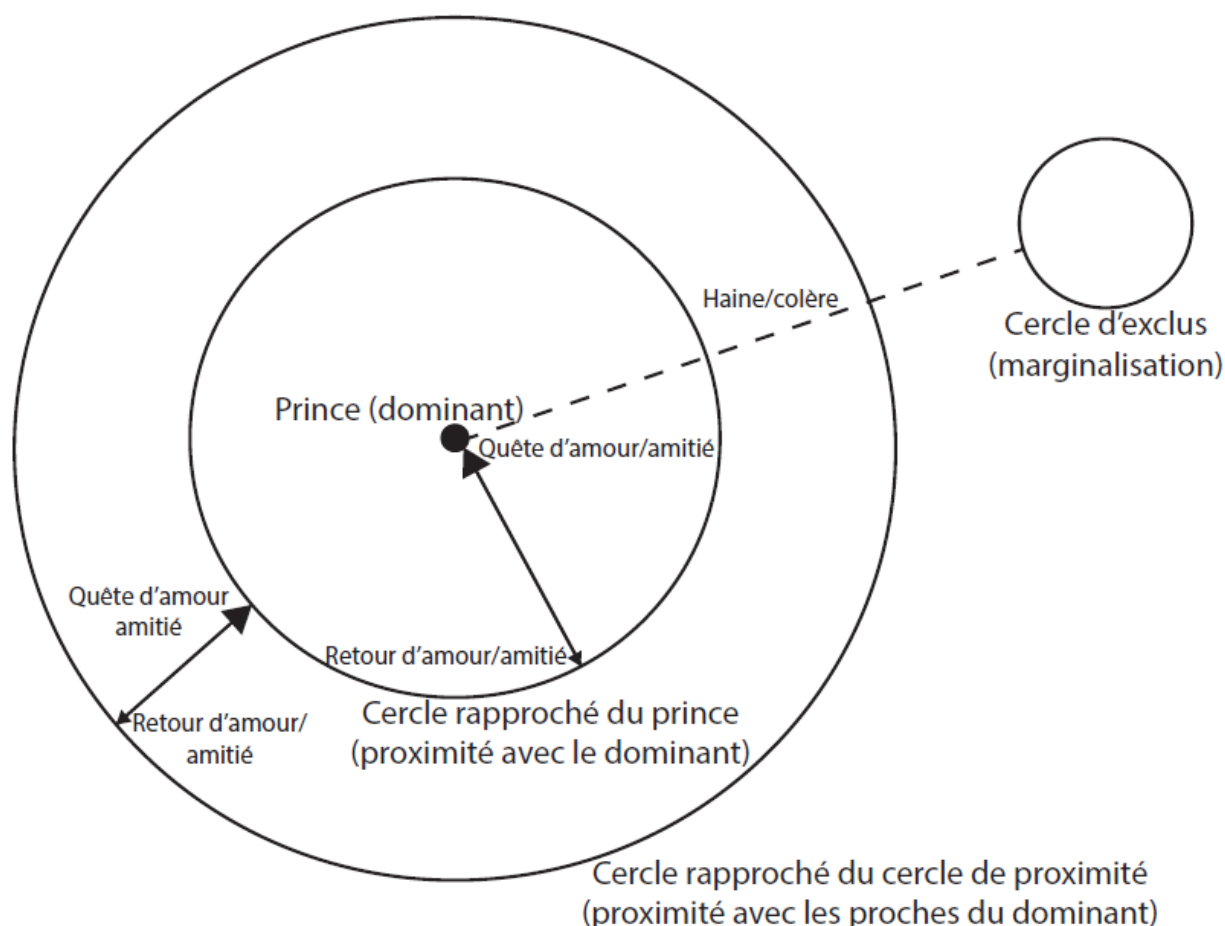 Haine/colère
Cercle d'exclus
(marginalisation)
Prince (dominant)
Quête d'amour/amitié
Quête d'amour
amitié
Retour d'amour/amitié
Retour d'amour/
amitié
Cercle rapproché du prince
(proximité avec le dominant)
Cercle rapproché du cercle de proximité
(proximité avec les proches du dominant)